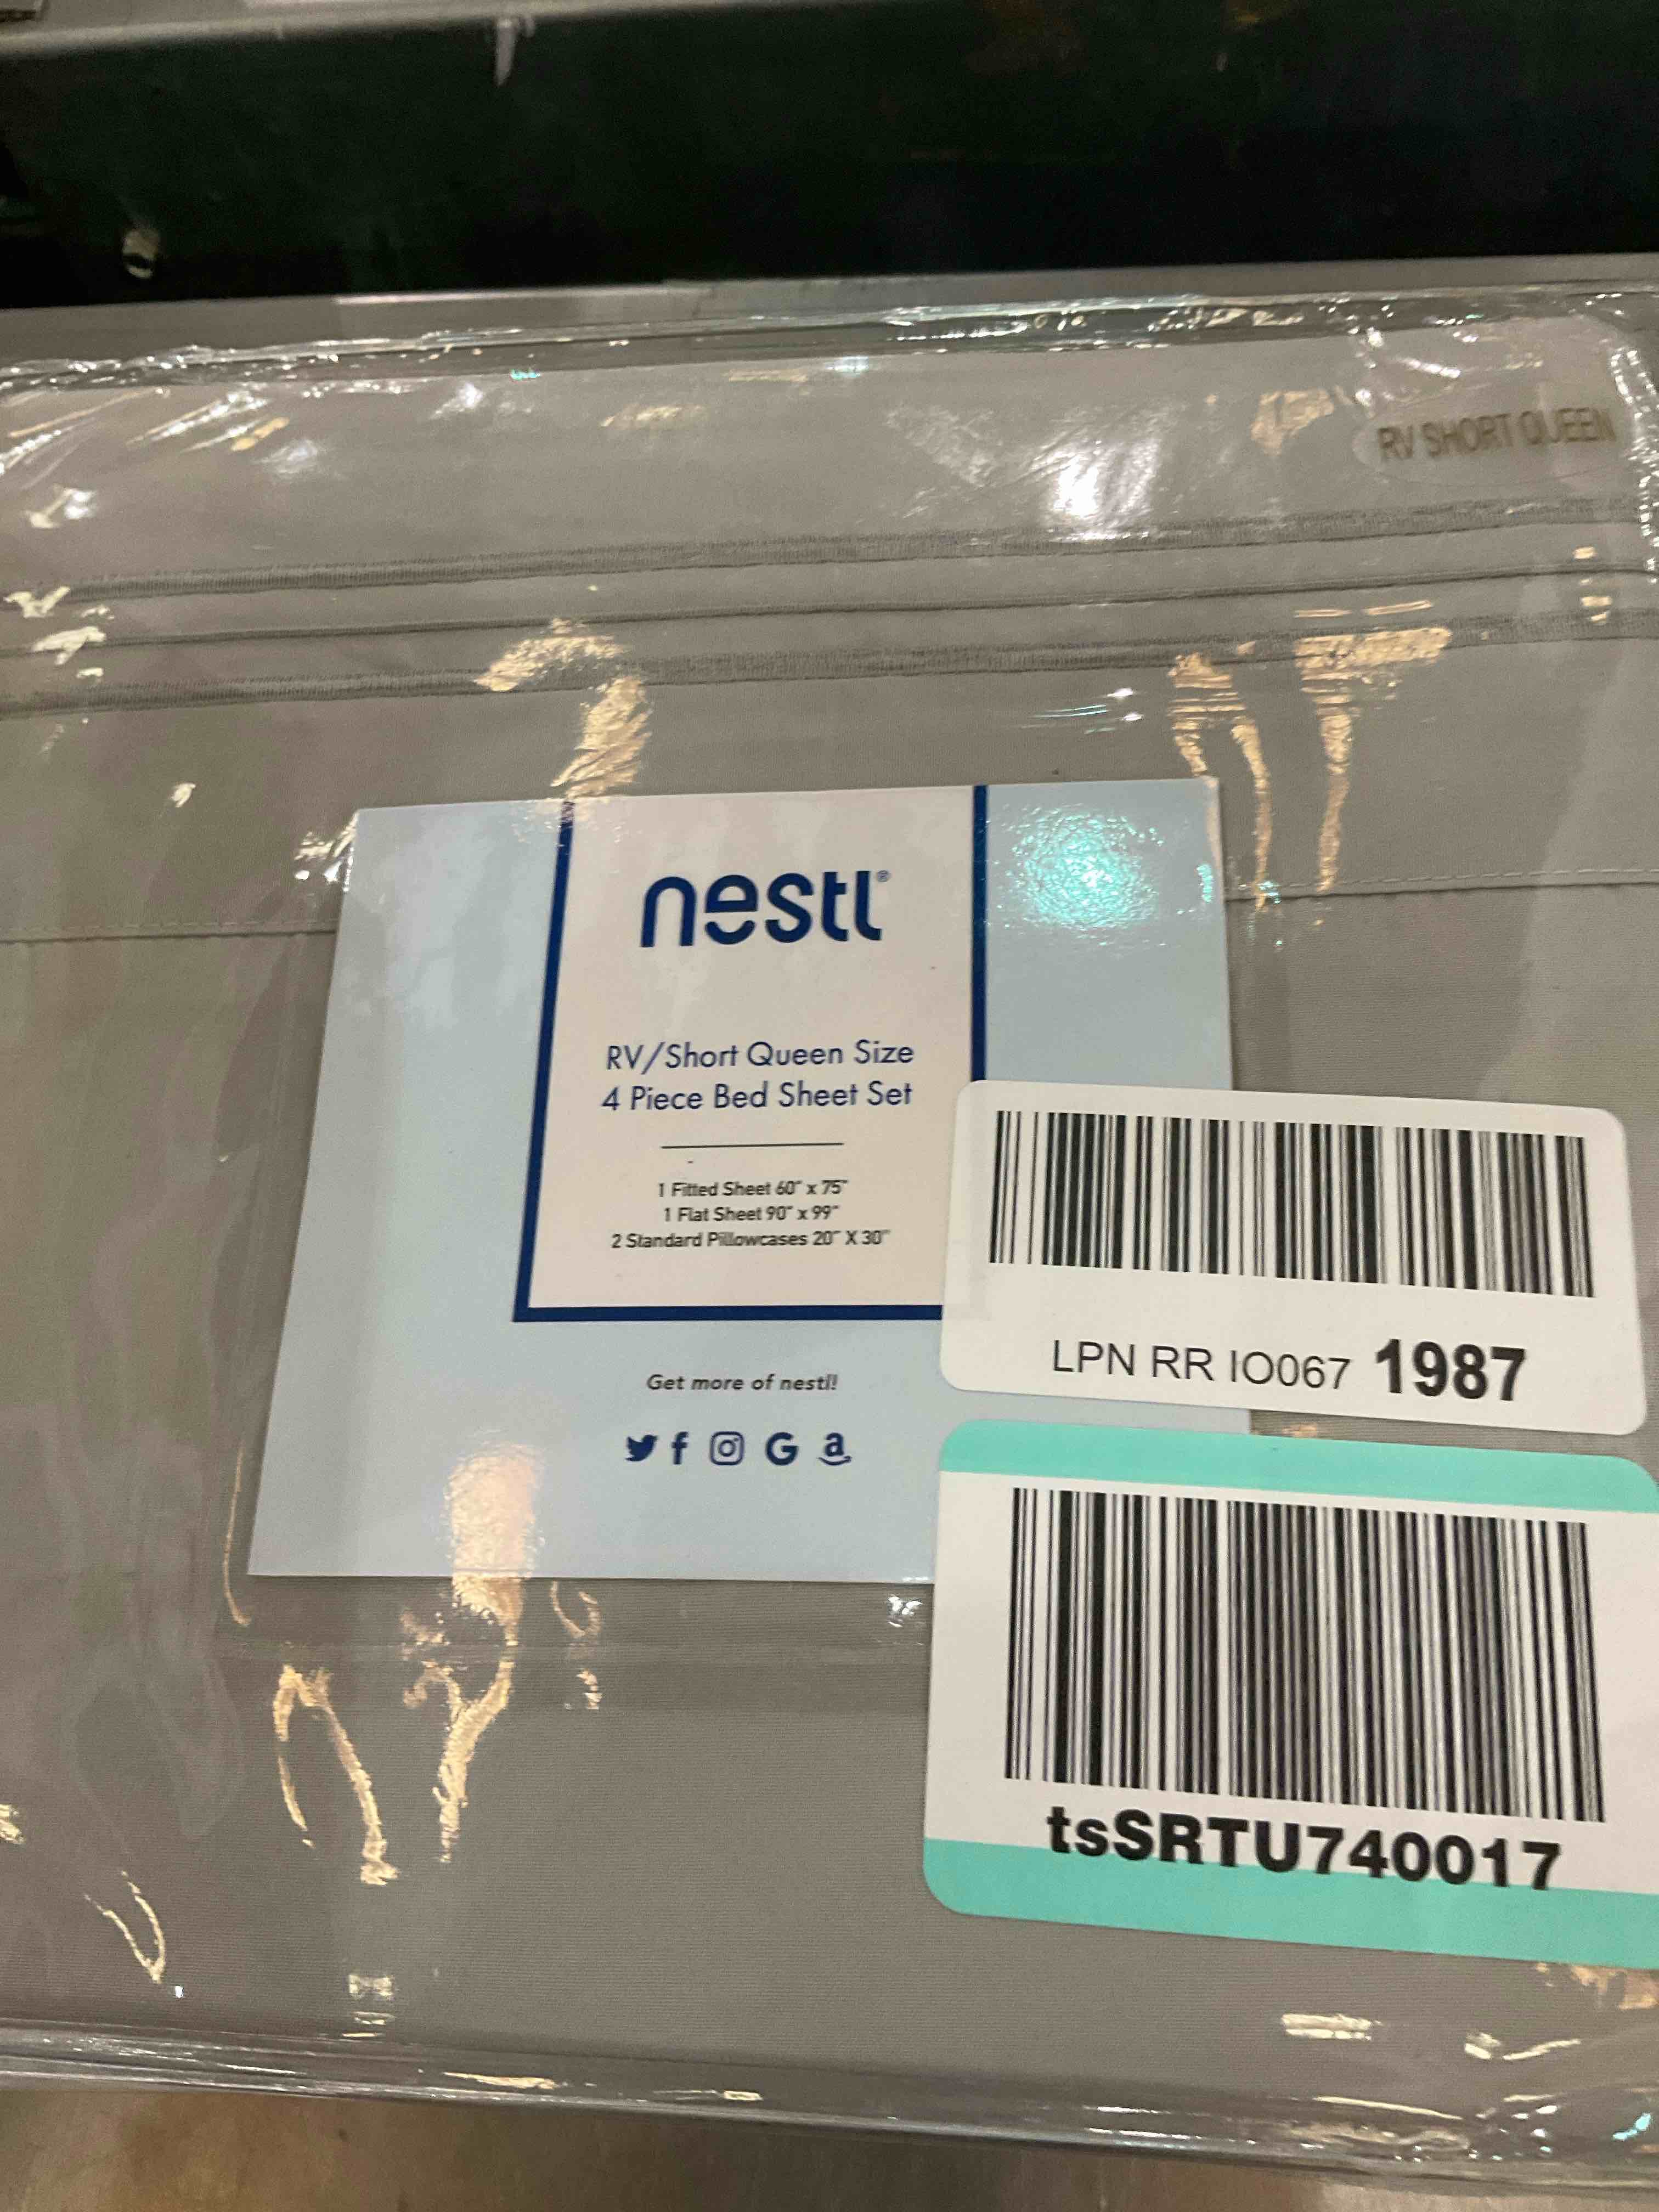 RV SHORT QUEEN
nestl®
RV/Short Queen Size
4 Piece Bed Sheet Set
1 Fitted Sheet 60" x 75"
1 Flat Sheet 90" x 99"
2 Standard Pillowcases 20" X 30"
Get more of nestl!
LPN RR IO067 1987
tsSRTU740017